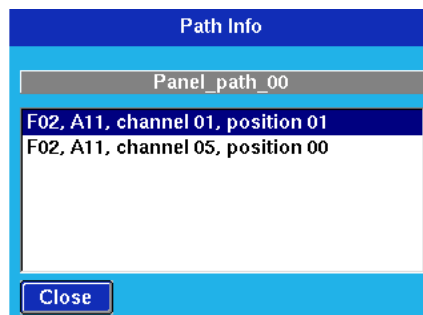 Path Info
Panel_path_00
F02, A11, channel 01, position 01
F02, A11, channel 05, position 00
Close